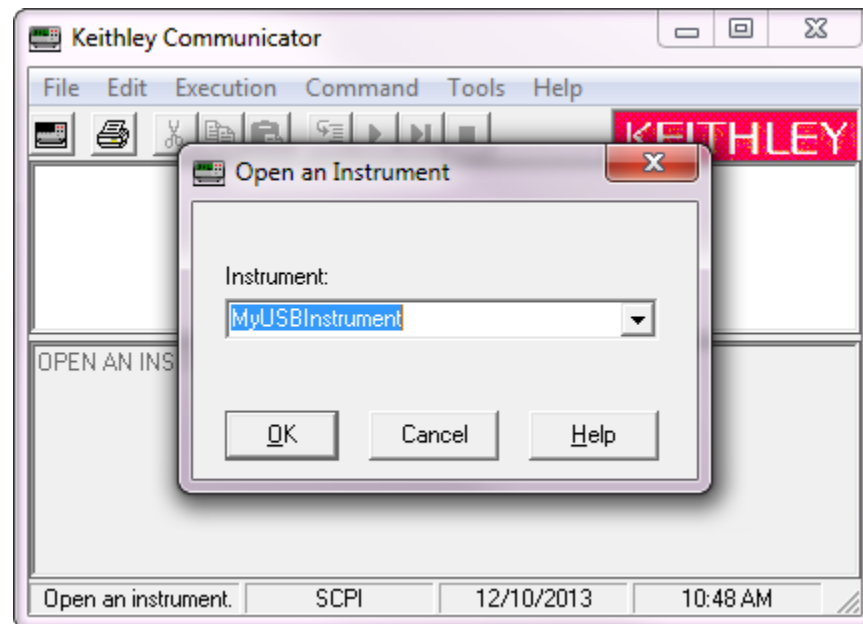 Keithley Communicator
File Edit Execution Command Tools Help
KEITHLEY
Open an Instrument
Instrument:
MyUSBInstrument
OPEN AN INS
OK Cancel Help
Open an instrument. SCPI 12/10/2013 10:48 AM